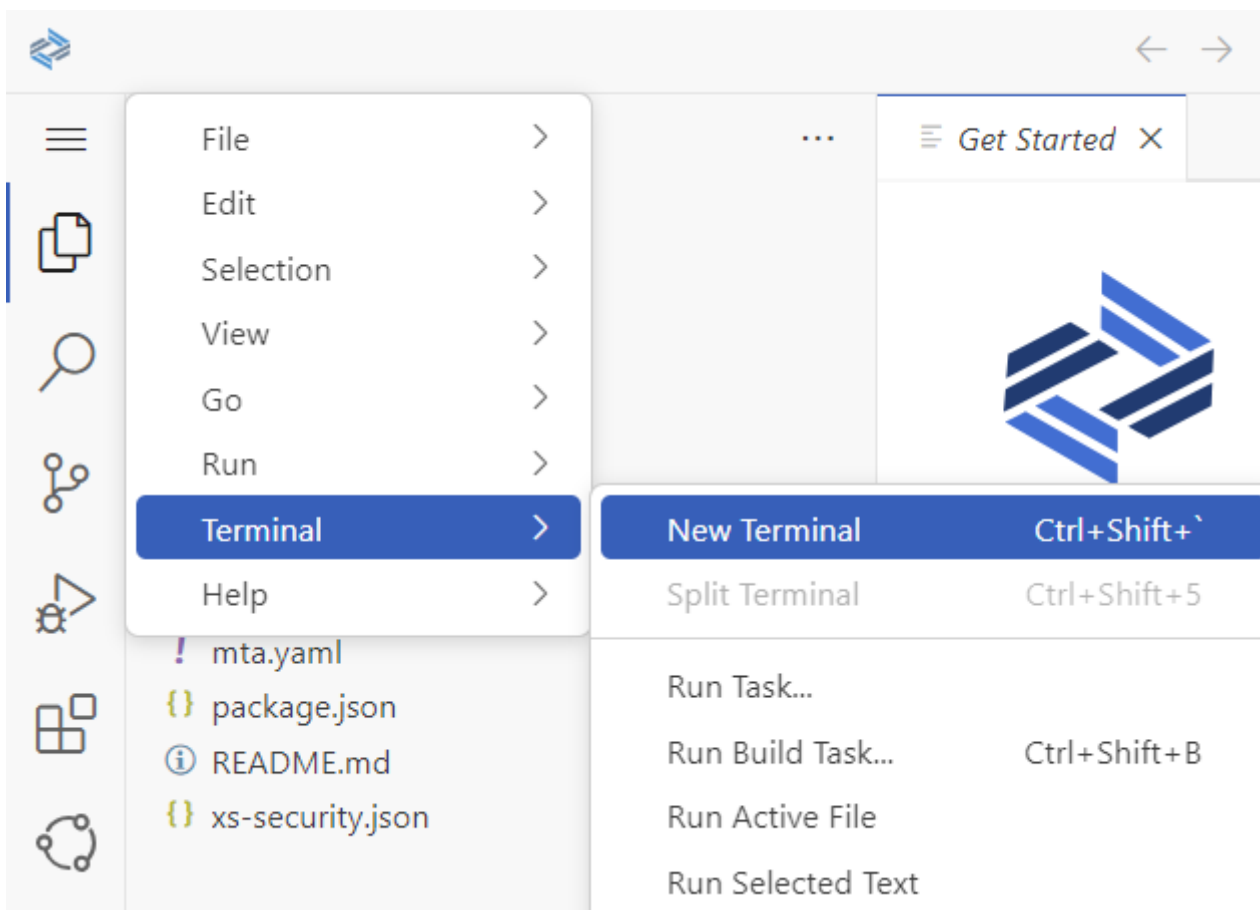 Get Started
File
Edit
Selection
View
Go
Run
Terminal
Help
New Terminal Ctrl+Shift+`
Split Terminal Ctrl+Shift+5
Run Task...
Run Build Task... Ctrl+Shift+B
Run Active File
Run Selected Text
mta.yaml
package.json
README.md
xs-security.json